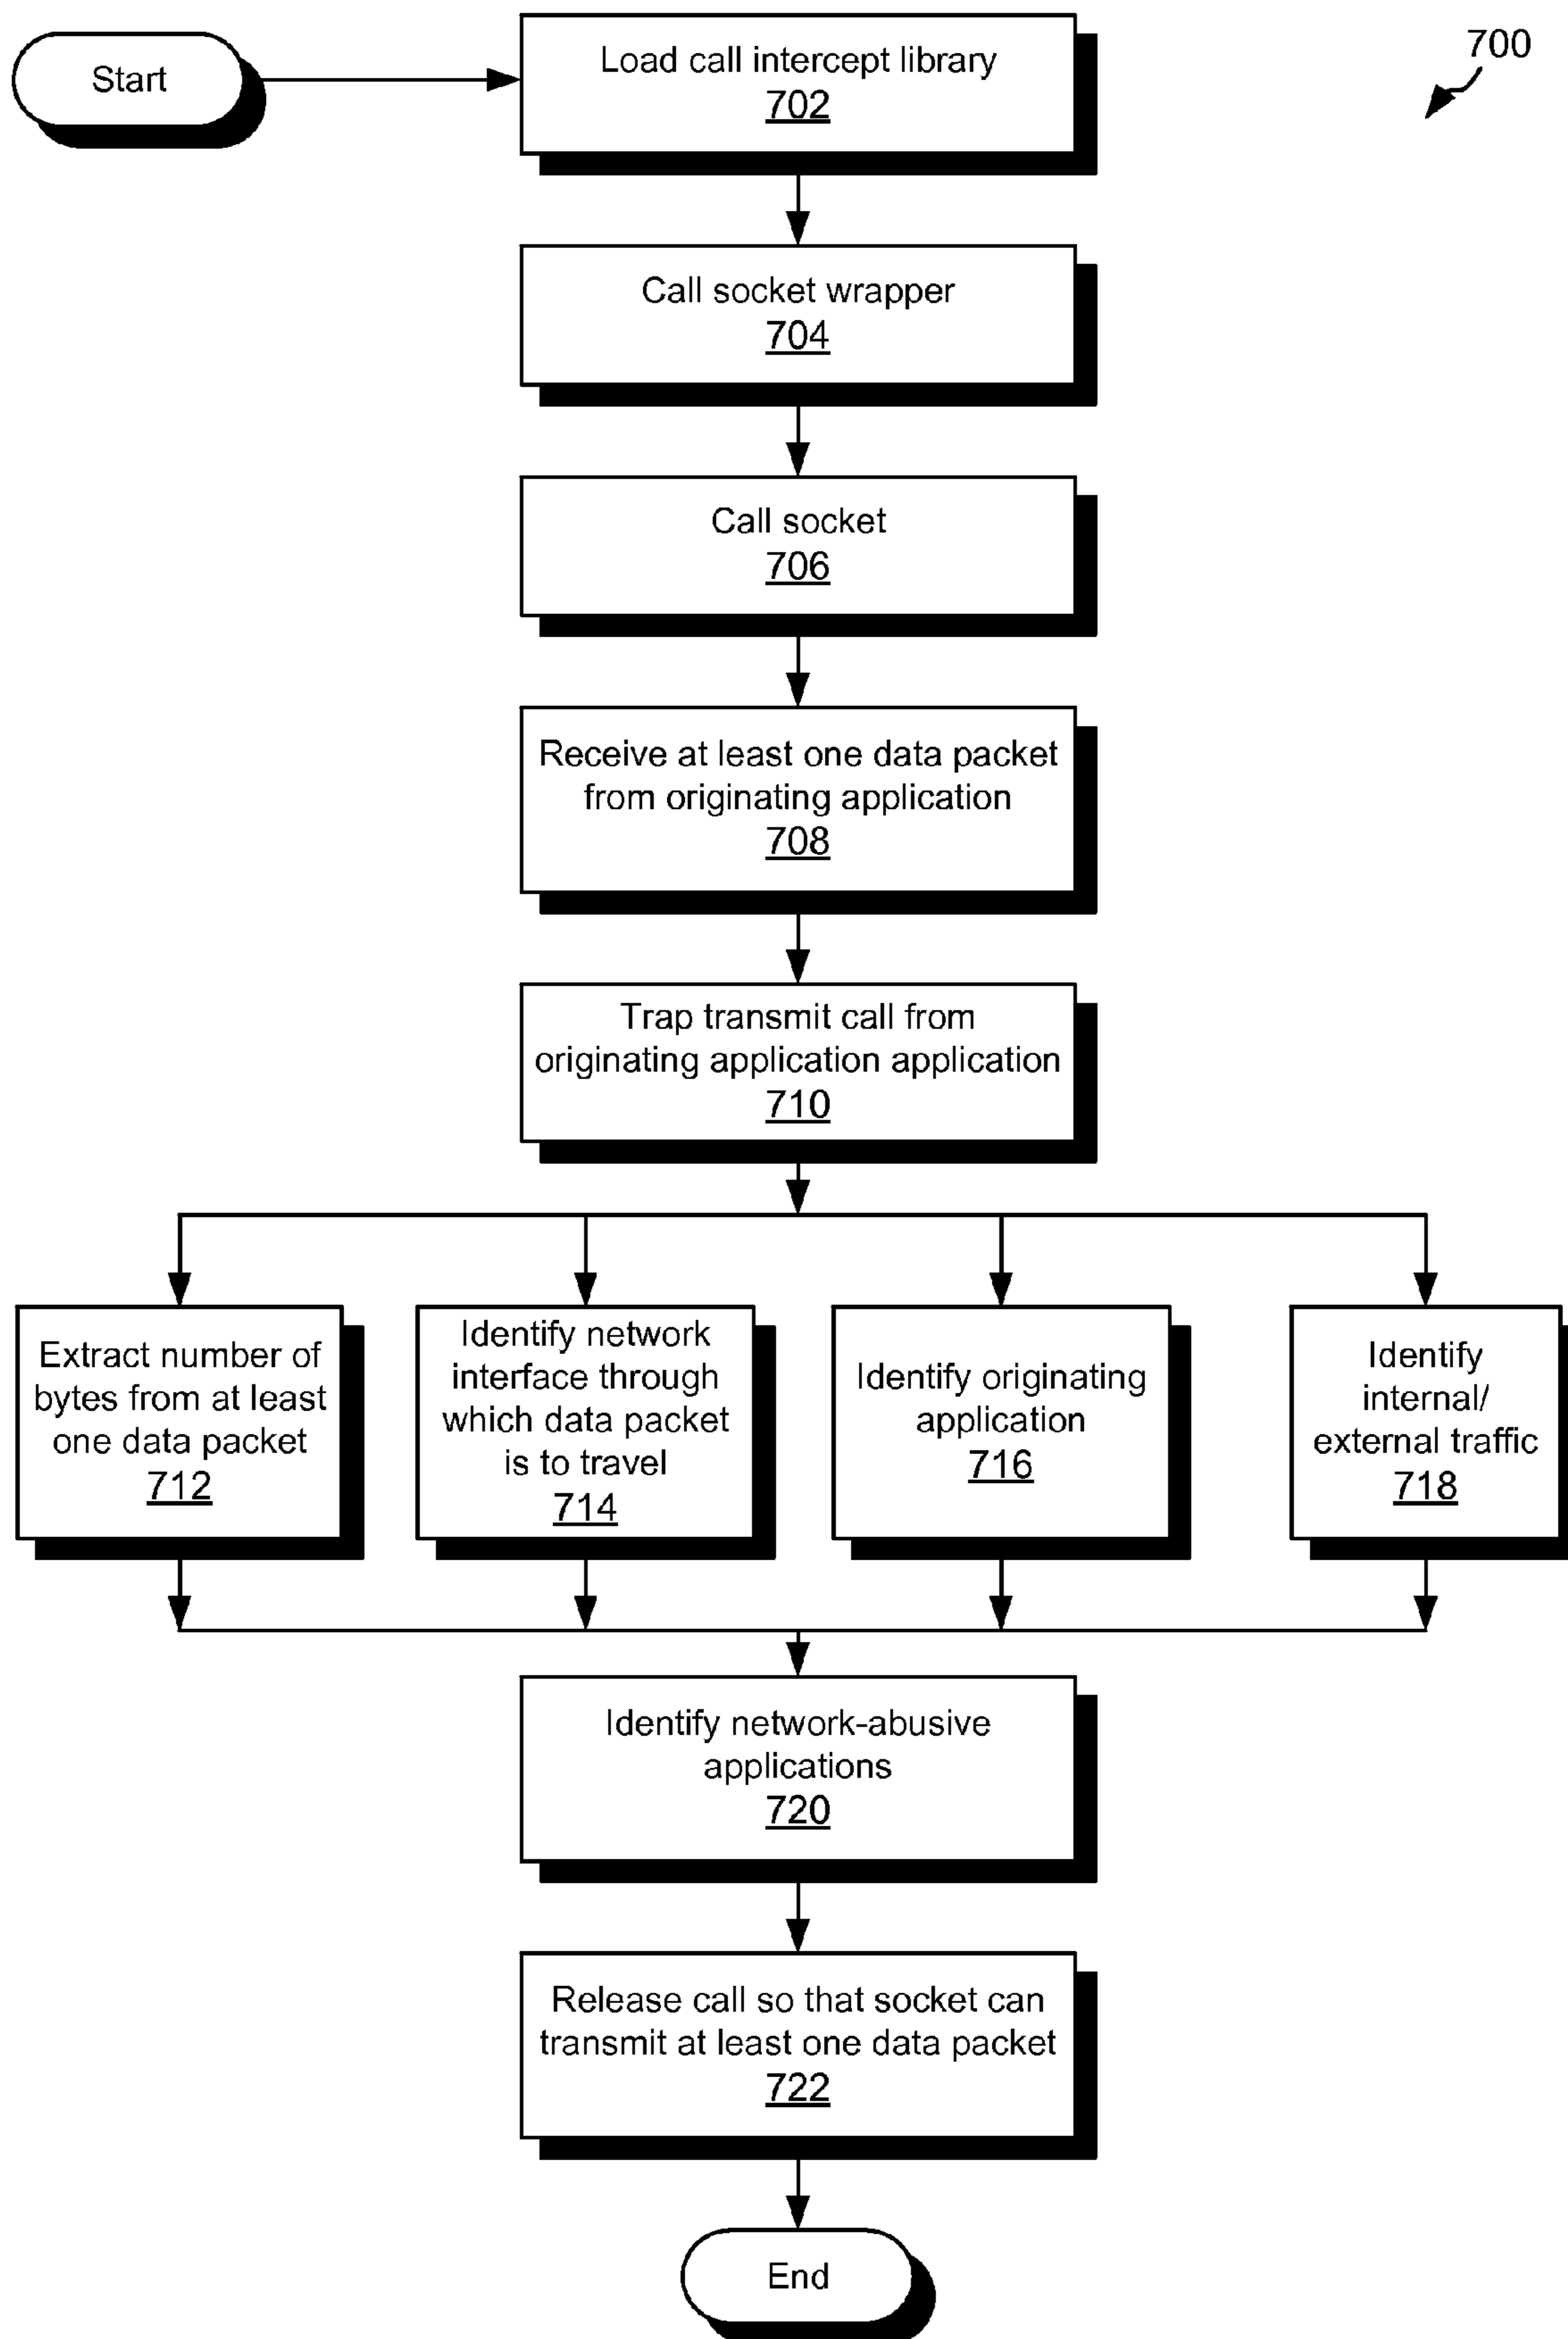 Start
Load call intercept library
702
700
Call socket wrapper
704
Call socket
706
Receive at least one data packet
from originating application
708
Trap transmit call from
originating application application
710
Extract number of
bytes from at least
one data packet
712
Identify network
interface through
which data packet
is to travel
714
Identify originating
application
716
Identify
internal/
external traffic
718
Identify network-abusive
applications
720
Release call so that socket can
transmit at least one data packet
722
End